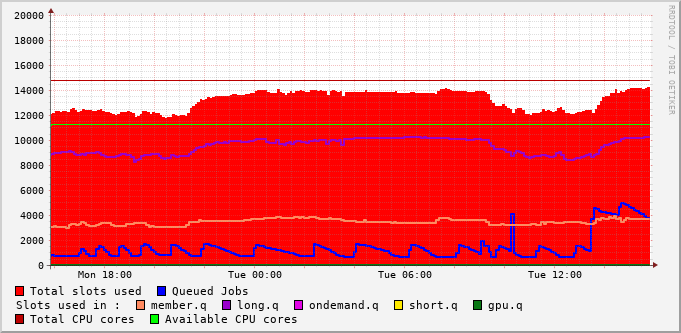 RRDTOOL / TOBI OETIKER
20000
18000
16000
14000
12000
10000
8000
6000
4000
2000
0
Mon 18:00 Tue 00:00 Tue 06:00 Tue 12:00
Total slots used Queued Jobs
Slots used in : member.q long.q ondemand.q short.q gpu.q
Total CPU cores Available CPU cores